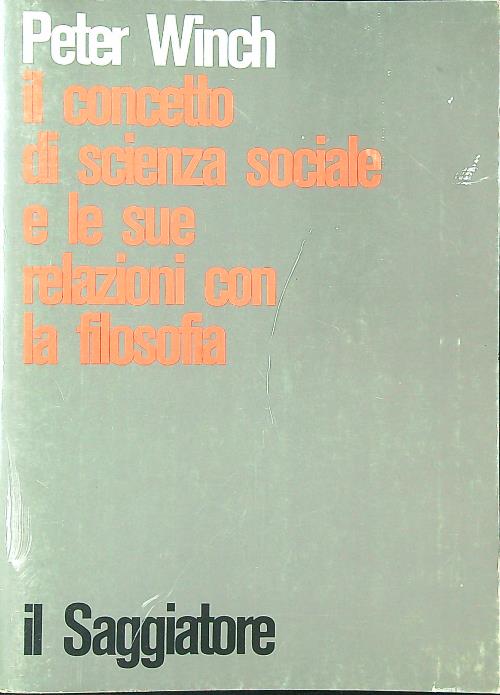 Peter Winch
il concetto
di scienza sociale
e le sue
relazioni con
la filosofia
il Saggiatore